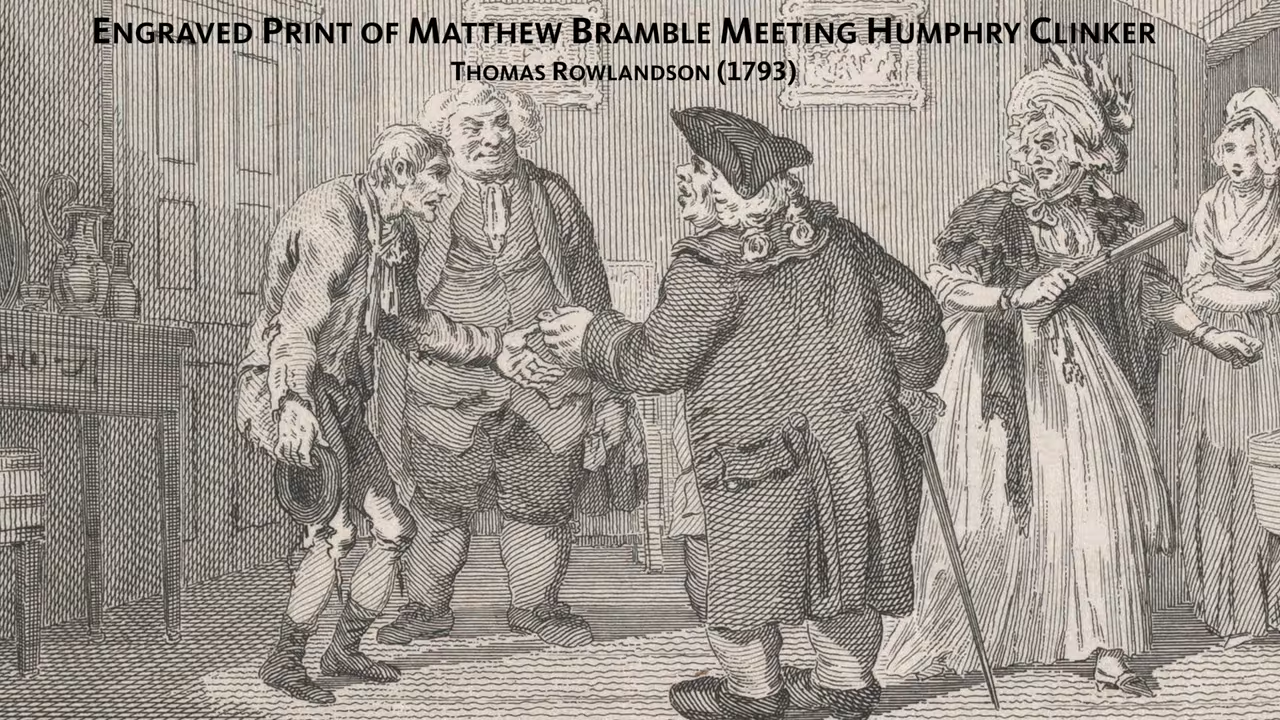 Engraved Print of Matthew Bramble Meeting Humphry Clinker
Thomas Rowlandson (1793)